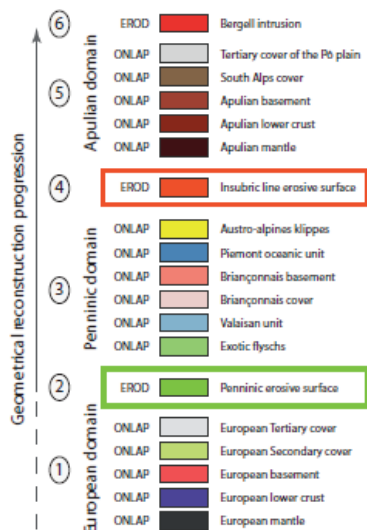 Geometrical reconstruction progression
6
EROD Bergell intrusion
Apulian domain
5
ONLAP Tertiary cover of the Pô plain
ONLAP South Alps cover
ONLAP Apulian basement
ONLAP Apulian lower crust
ONLAP Apulian mantle
4
EROD Insubric line erosive surface
Penninic domain
3
ONLAP Austro-alpines klippes
ONLAP Piemont oceanic unit
ONLAP Briançonnais basement
ONLAP Briançonnais cover
ONLAP Valaisan unit
ONLAP Exotic flyschs
2
EROD Penninic erosive surface
European domain
1
ONLAP European Tertiary cover
ONLAP European Secondary cover
ONLAP European basement
ONLAP European lower crust
ONLAP European mantle